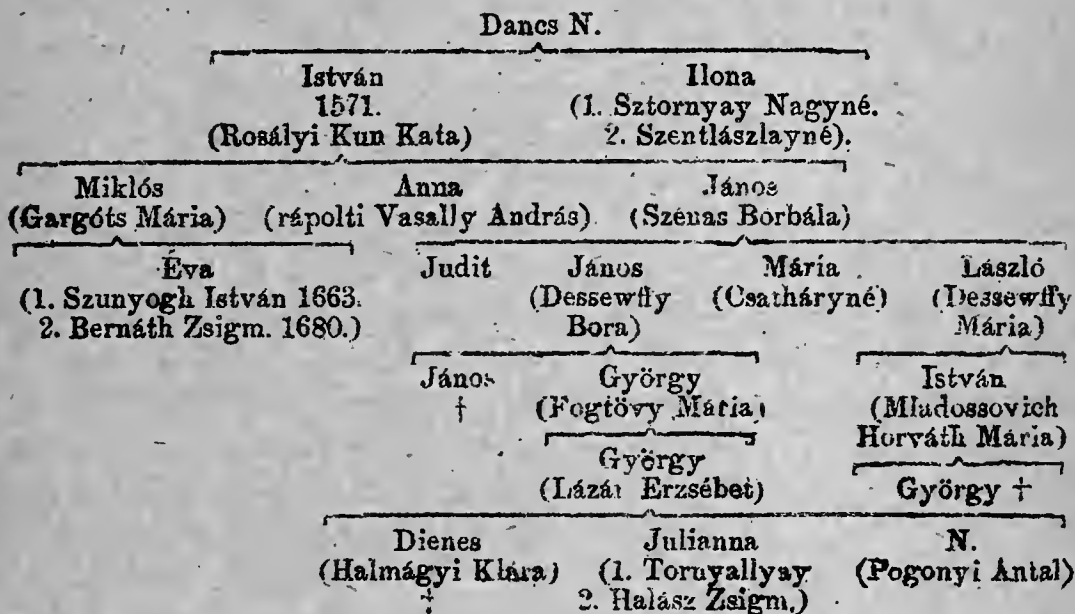 Dancs N.
István Ilona
1571. (1. Sztornyay Nagyné.
(Rosályi Kun Kata) 2. Szentlászlayné).
Miklós Anna János
(Gargóts Mária) (rápolti Vasally András) (Szénas Borbála)
Éva Judit János Mária László
(1. Szunyogh István 1663. (Dessewffy (Csatháryné) (Dessewffy
2. Bernáth Zsigm. 1680.) Bora) Mária)
János György István
† (Fogtövy Mária) (Mladossovich
Horváth Mária)
György
(Lázár Erzsébet) György †
Dienes Julianna N.
(Halmágyi Klára) (1. Tornyallyay (Pogonyi Antal)
† 2. Halász Zsigm.)